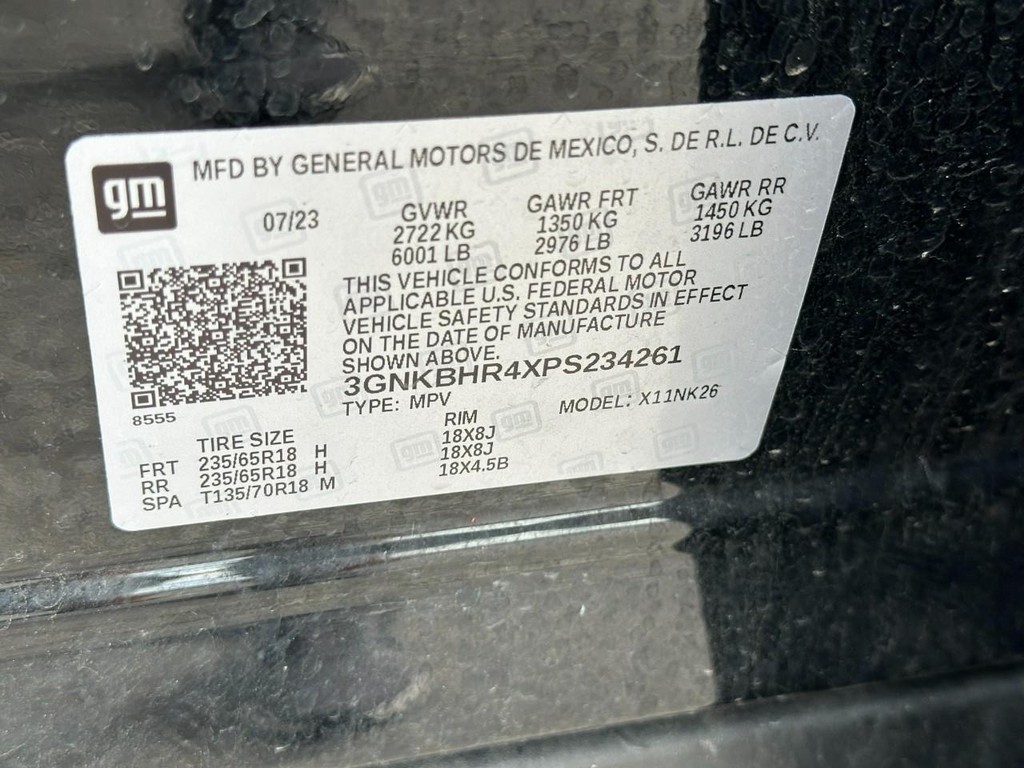 gm
MFD BY GENERAL MOTORS DE MEXICO, S. DE R.L. DE C.V.
07/23
GVWR
2722 KG
6001 LB
GAWR FRT
1350 KG
2976 LB
GAWR RR
1450 KG
3196 LB
THIS VEHICLE CONFORMS TO ALL
APPLICABLE U.S. FEDERAL MOTOR
VEHICLE SAFETY STANDARDS IN EFFECT
ON THE DATE OF MANUFACTURE
SHOWN ABOVE.
3GNKBHR4XPS234261
TYPE: MPV MODEL: X11NK26
8555
TIRE SIZE RIM
FRT 235/65R18 H 18X8J
RR 235/65R18 H 18X8J
SPA T135/70R18 M 18X4.5B